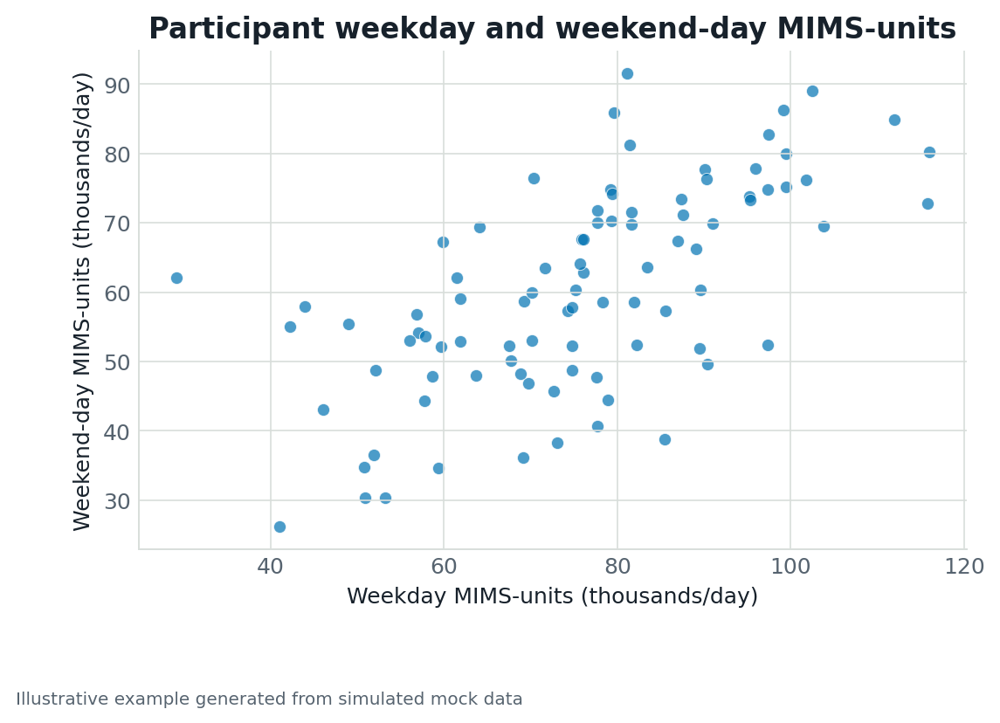 Participant weekday and weekend-day MIMS-units
Weekend-day MIMS-units (thousands/day)
90
80
70
60
50
40
30
40 60 80 100 120
Weekday MIMS-units (thousands/day)
Illustrative example generated from simulated mock data